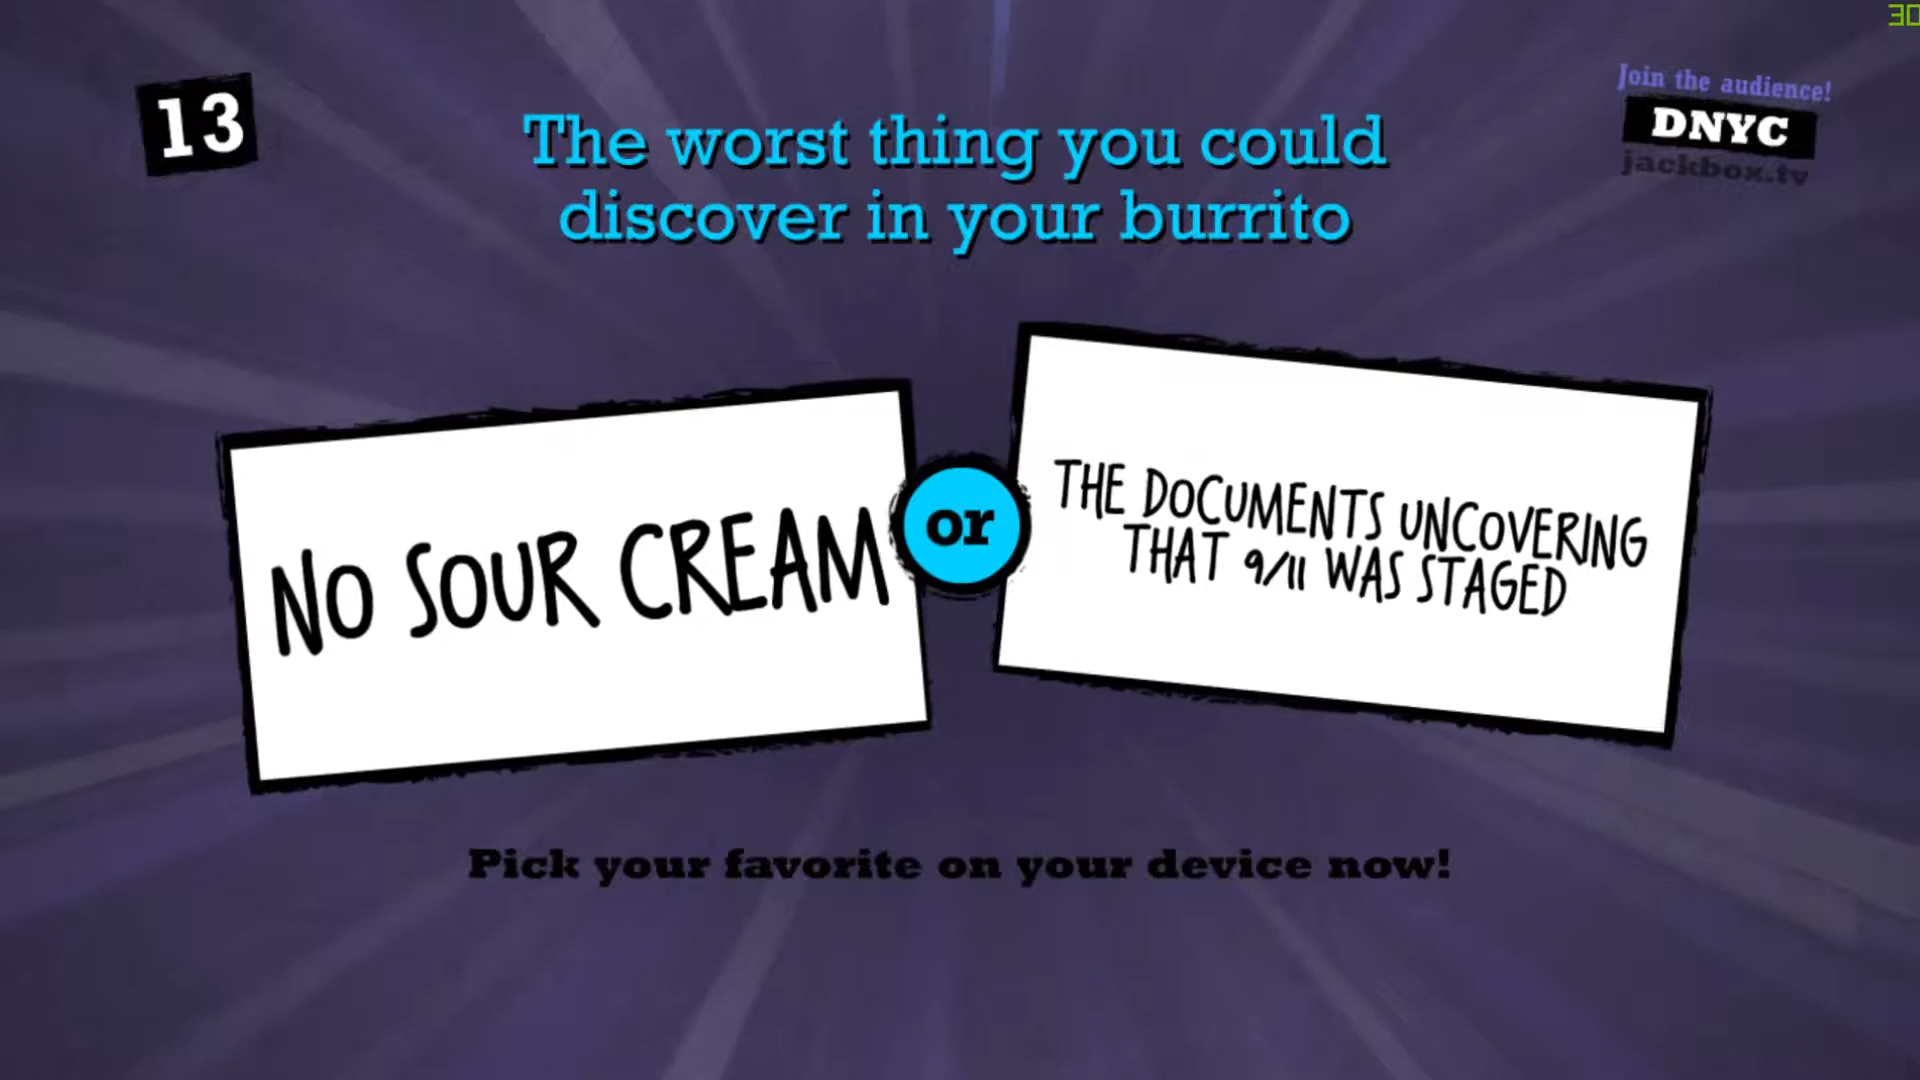 30
13
Join the audience!
DNYC
jackbox.tv
The worst thing you could
discover in your burrito
NO SOUR CREAM
or
THE DOCUMENTS UNCOVERING
THAT 9/11 WAS STAGED
Pick your favorite on your device now!